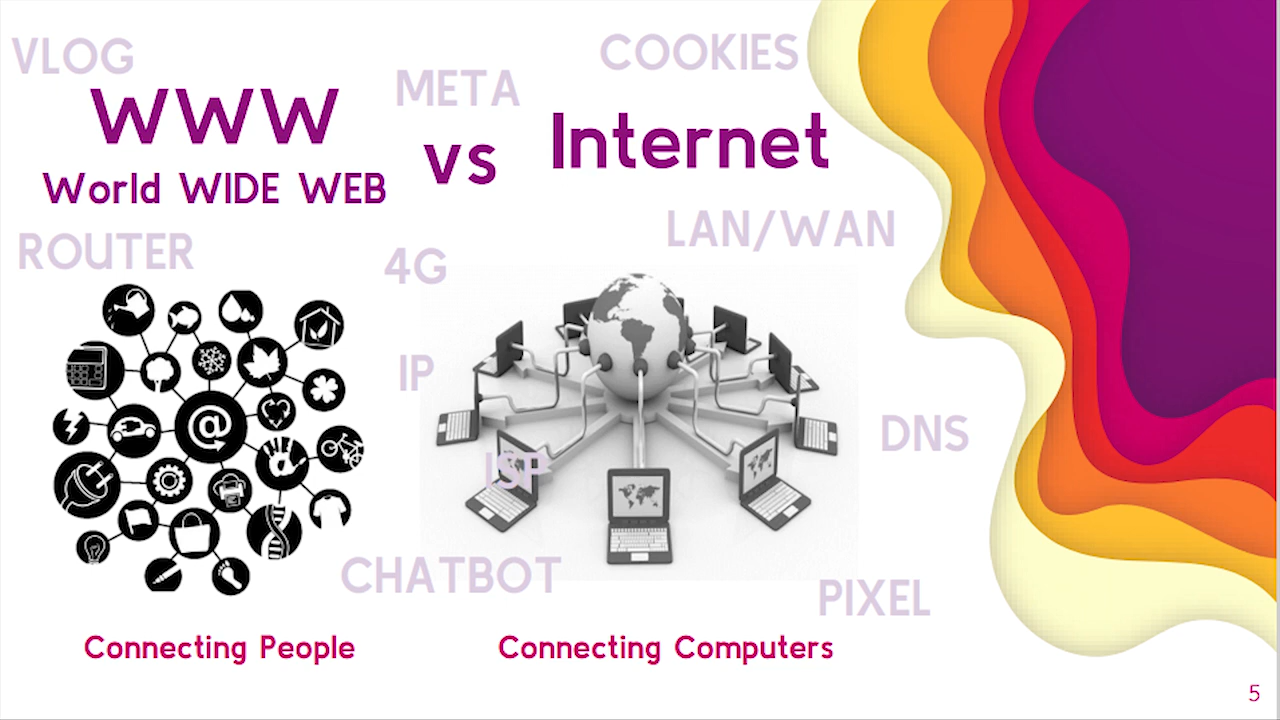 VLOG
COOKIES
META
WWW
vs
Internet
World WIDE WEB
LAN/WAN
ROUTER
4G
IP
@
DNS
ISP
CHATBOT
PIXEL
Connecting People
Connecting Computers
5